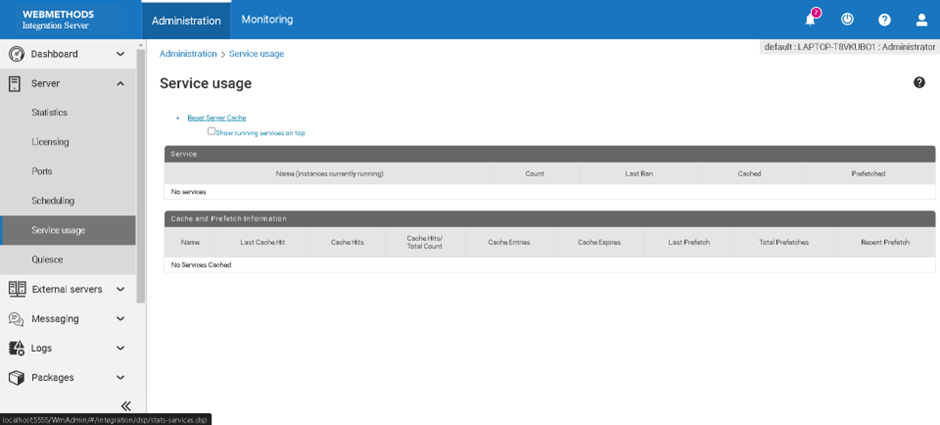 WEBMETHODS
Integration Server
Administration
Monitoring
7
default : LAPTOP-T8VKUBO1 : Administrator
Dashboard
Server
Statistics
Licensing
Ports
Scheduling
Service usage
Quiesce
External servers
Messaging
Logs
Packages
Administration > Service usage
Service usage
Reset Server Cache
Show running services on top
Service
Name (instances currently running) Count Last Ran Cached Prefetched
No services
Cache and Prefetch Information
Name Last Cache Hit Cache Hits Cache Hits/ Total Count Cache Entries Cache Expires Last Prefetch Total Prefetches Recent Prefetch
No Services Cached
localhost:5555/WmAdmin/#/integration/dsp/stats-services.dsp